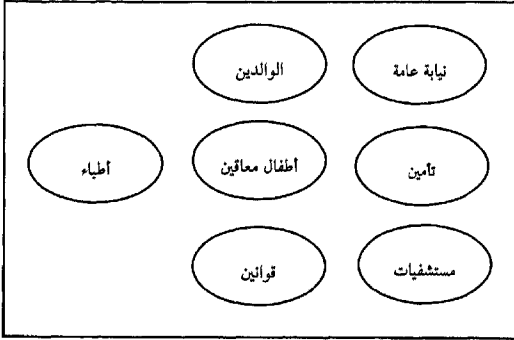 نيابة عامة
الوالدين
تأمين
أطفال معاقين
أطباء
مستشفيات
قوانين